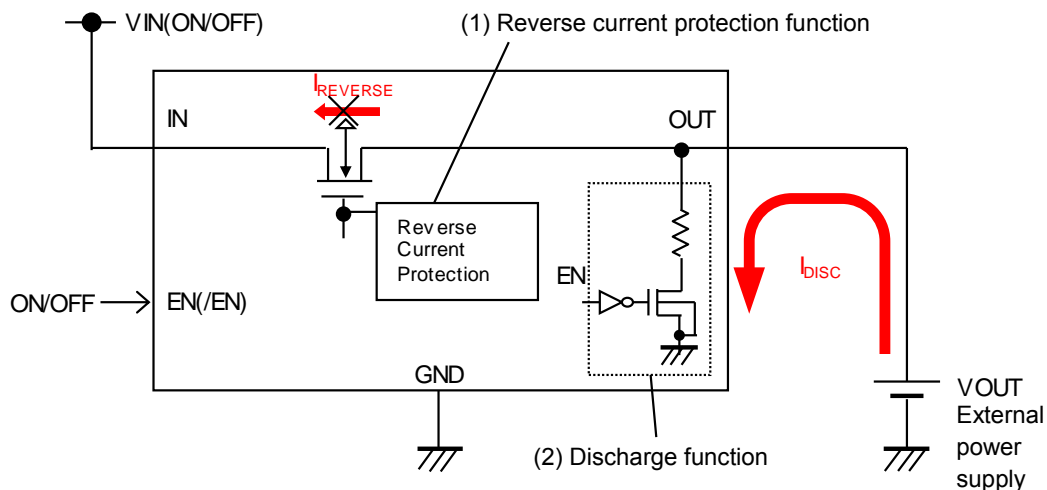 VIN(ON/OFF)
(1) Reverse current protection function
IREVERSE
IN
OUT
Reverse
Current
Protection
EN
IDISC
ON/OFF
EN(/EN)
GND
VOUT
External
power
supply
(2) Discharge function